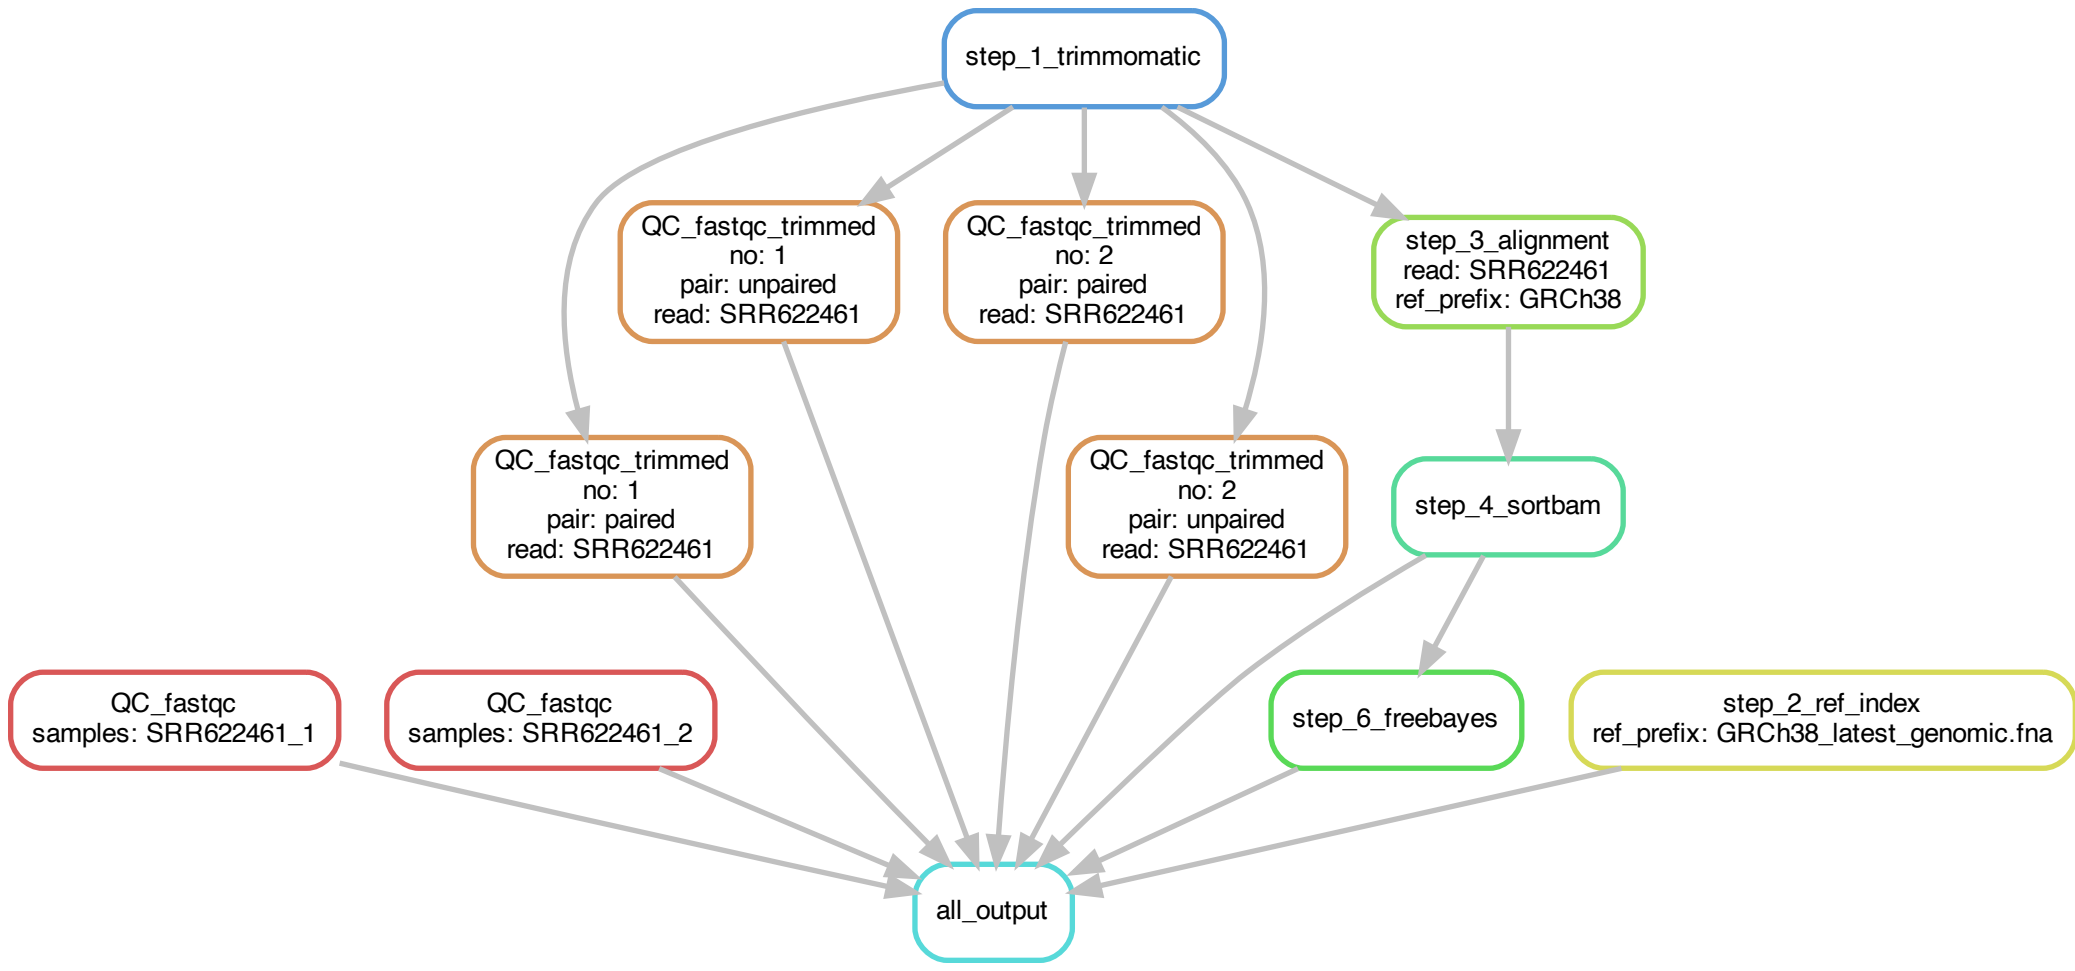 step_1_trimmomatic
QC_fastqc_trimmed
no: 1
pair: unpaired
read: SRR622461
QC_fastqc_trimmed
no: 2
pair: paired
read: SRR622461
step_3_alignment
read: SRR622461
ref_prefix: GRCh38
QC_fastqc_trimmed
no: 1
pair: paired
read: SRR622461
QC_fastqc_trimmed
no: 2
pair: unpaired
read: SRR622461
step_4_sortbam
QC_fastqc
samples: SRR622461_1
QC_fastqc
samples: SRR622461_2
step_6_freebayes
step_2_ref_index
ref_prefix: GRCh38_latest_genomic.fna
all_output